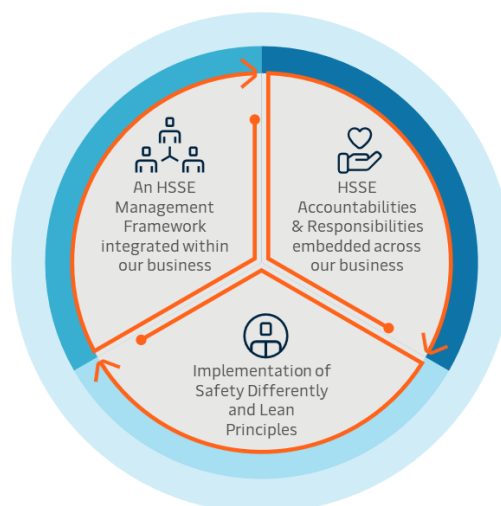 An HSSE
Management
Framework
integrated within
our business
HSSE
Accountabilities
& Responsibilities
embedded across
our business
Implementation of
Safety Differently
and Lean
Principles